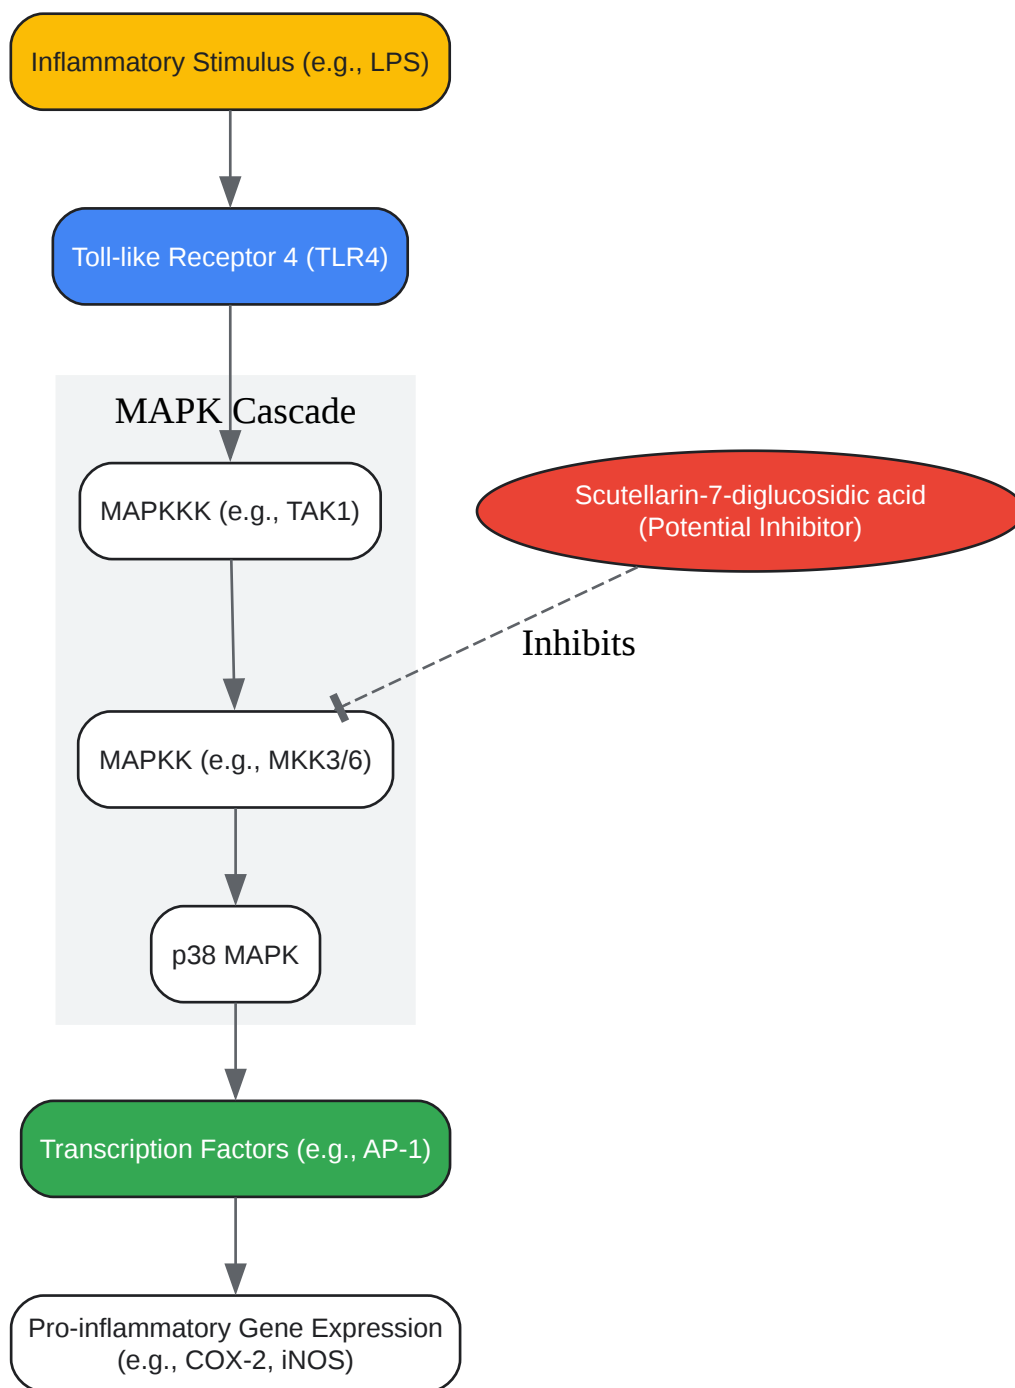 Inflammatory Stimulus (e.g., LPS)
Toll-like Receptor 4 (TLR4)
MAPK Cascade
MAPKKK (e.g., TAK1)
Scutellarin-7-diglucosidic acid
(Potential Inhibitor)
Inhibits
MAPKK (e.g., MKK3/6)
p38 MAPK
Transcription Factors (e.g., AP-1)
Pro-inflammatory Gene Expression
(e.g., COX-2, iNOS)